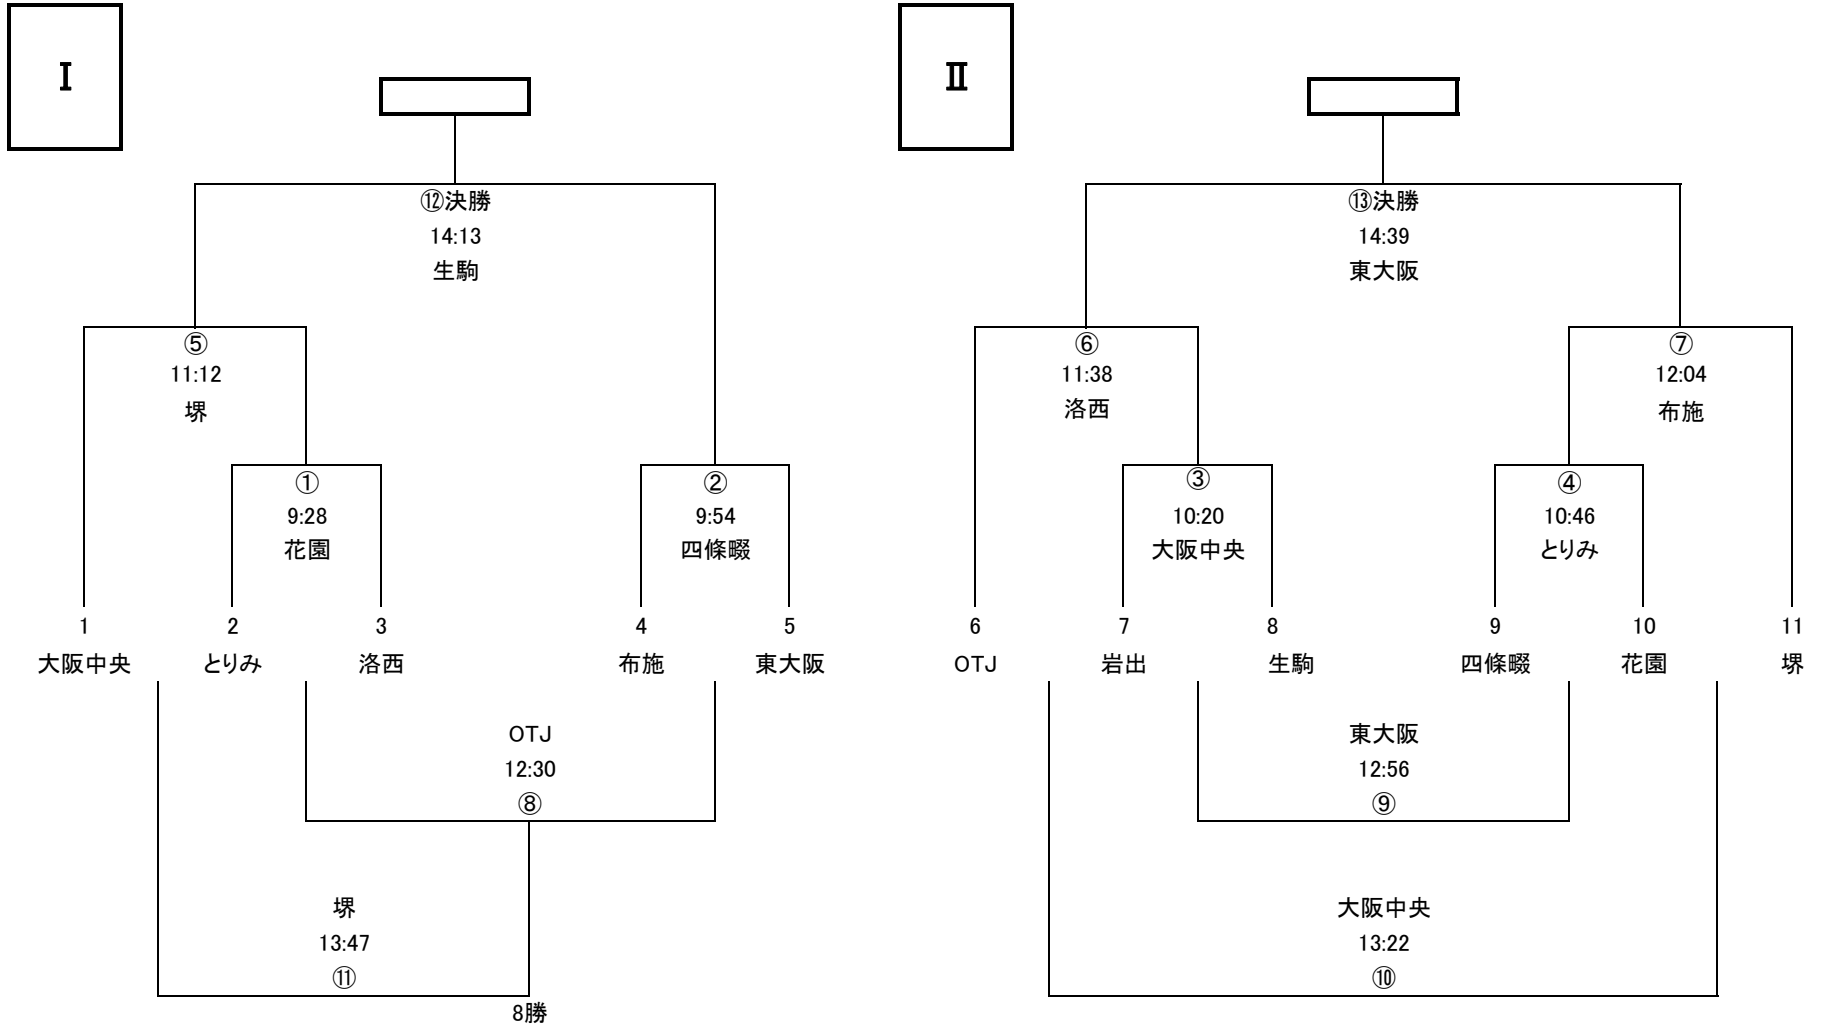 Ⅰ
⑫決勝
14:13
生駒
⑤
11:12
堺
①
9:28
花園
②
9:54
四條畷
1
2
3
4
5
大阪中央
とりみ
洛西
布施
東大阪
OTJ
12:30
⑧
堺
13:47
⑪
8勝
Ⅱ
⑬決勝
14:39
東大阪
⑥
11:38
洛西
⑦
12:04
布施
③
10:20
大阪中央
④
10:46
とりみ
6
7
8
9
10
11
OTJ
岩出
生駒
四條畷
花園
堺
東大阪
12:56
⑨
大阪中央
13:22
⑩